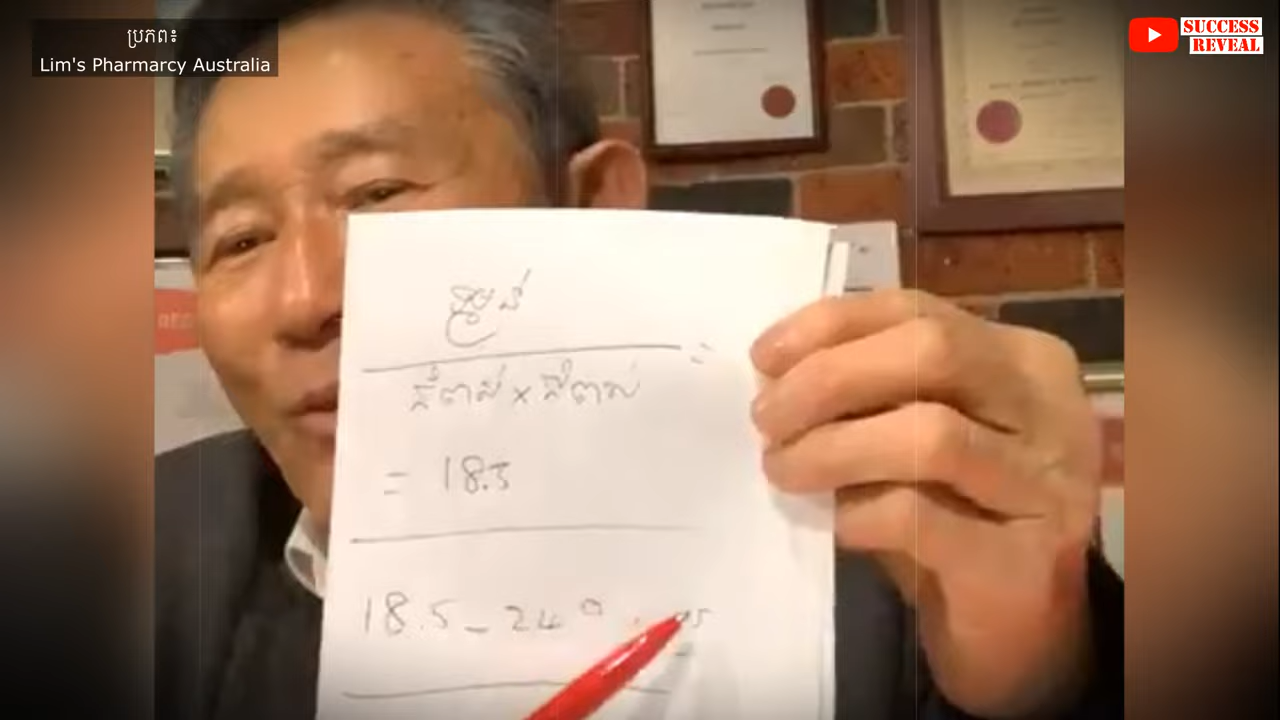 ប្រភព៖
Lim's Pharmarcy Australia
SUCCESS
REVEAL
ទម្ងន់
=
កំពាស់ x កំពាស់
= 18.5
18.5 - 24